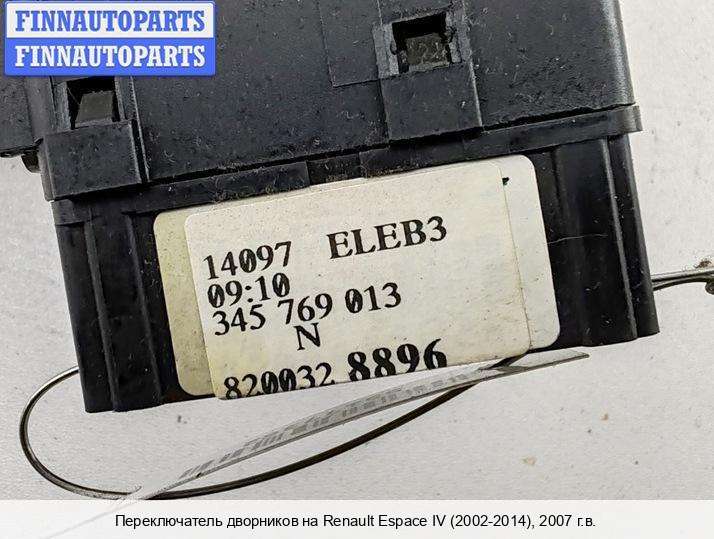 FINNAUTOPARTS
FINNAUTOPARTS
14097 ELEB3
09:10
345 769 013
N
820032 8896
Переключатель дворников на Renault Espace IV (2002-2014), 2007 г.в.